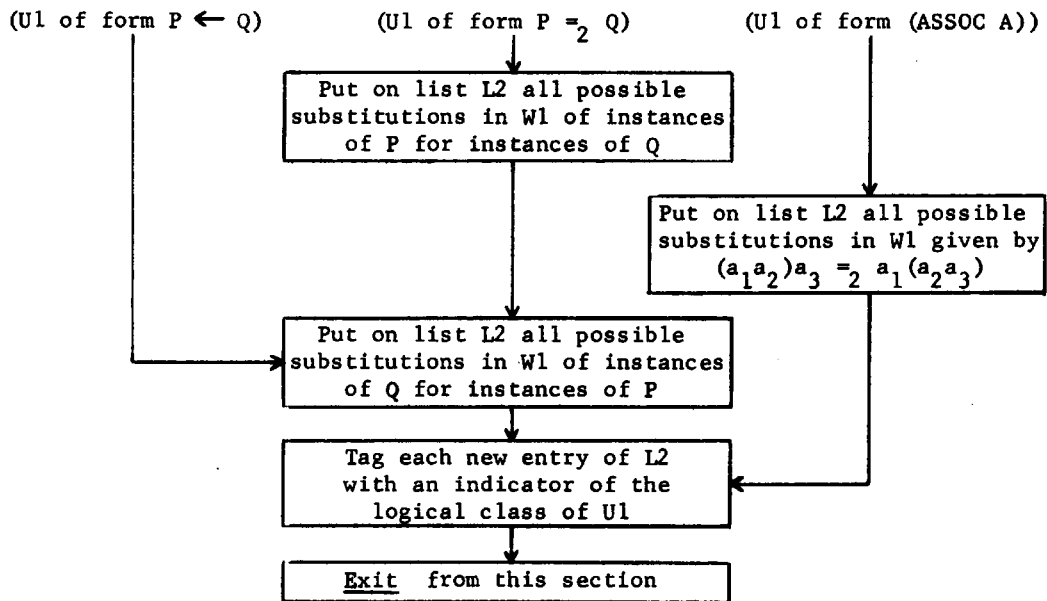 (U1 of form P ← Q) (U1 of form P =₂ Q) (U1 of form (ASSOC A))
Put on list L2 all possible
substitutions in W1 of instances
of P for instances of Q
Put on list L2 all possible
substitutions in W1 given by
(a₁a₂)a₃ =₂ a₁(a₂a₃)
Put on list L2 all possible
substitutions in W1 of instances
of Q for instances of P
Tag each new entry of L2
with an indicator of the
logical class of U1
Exit from this section